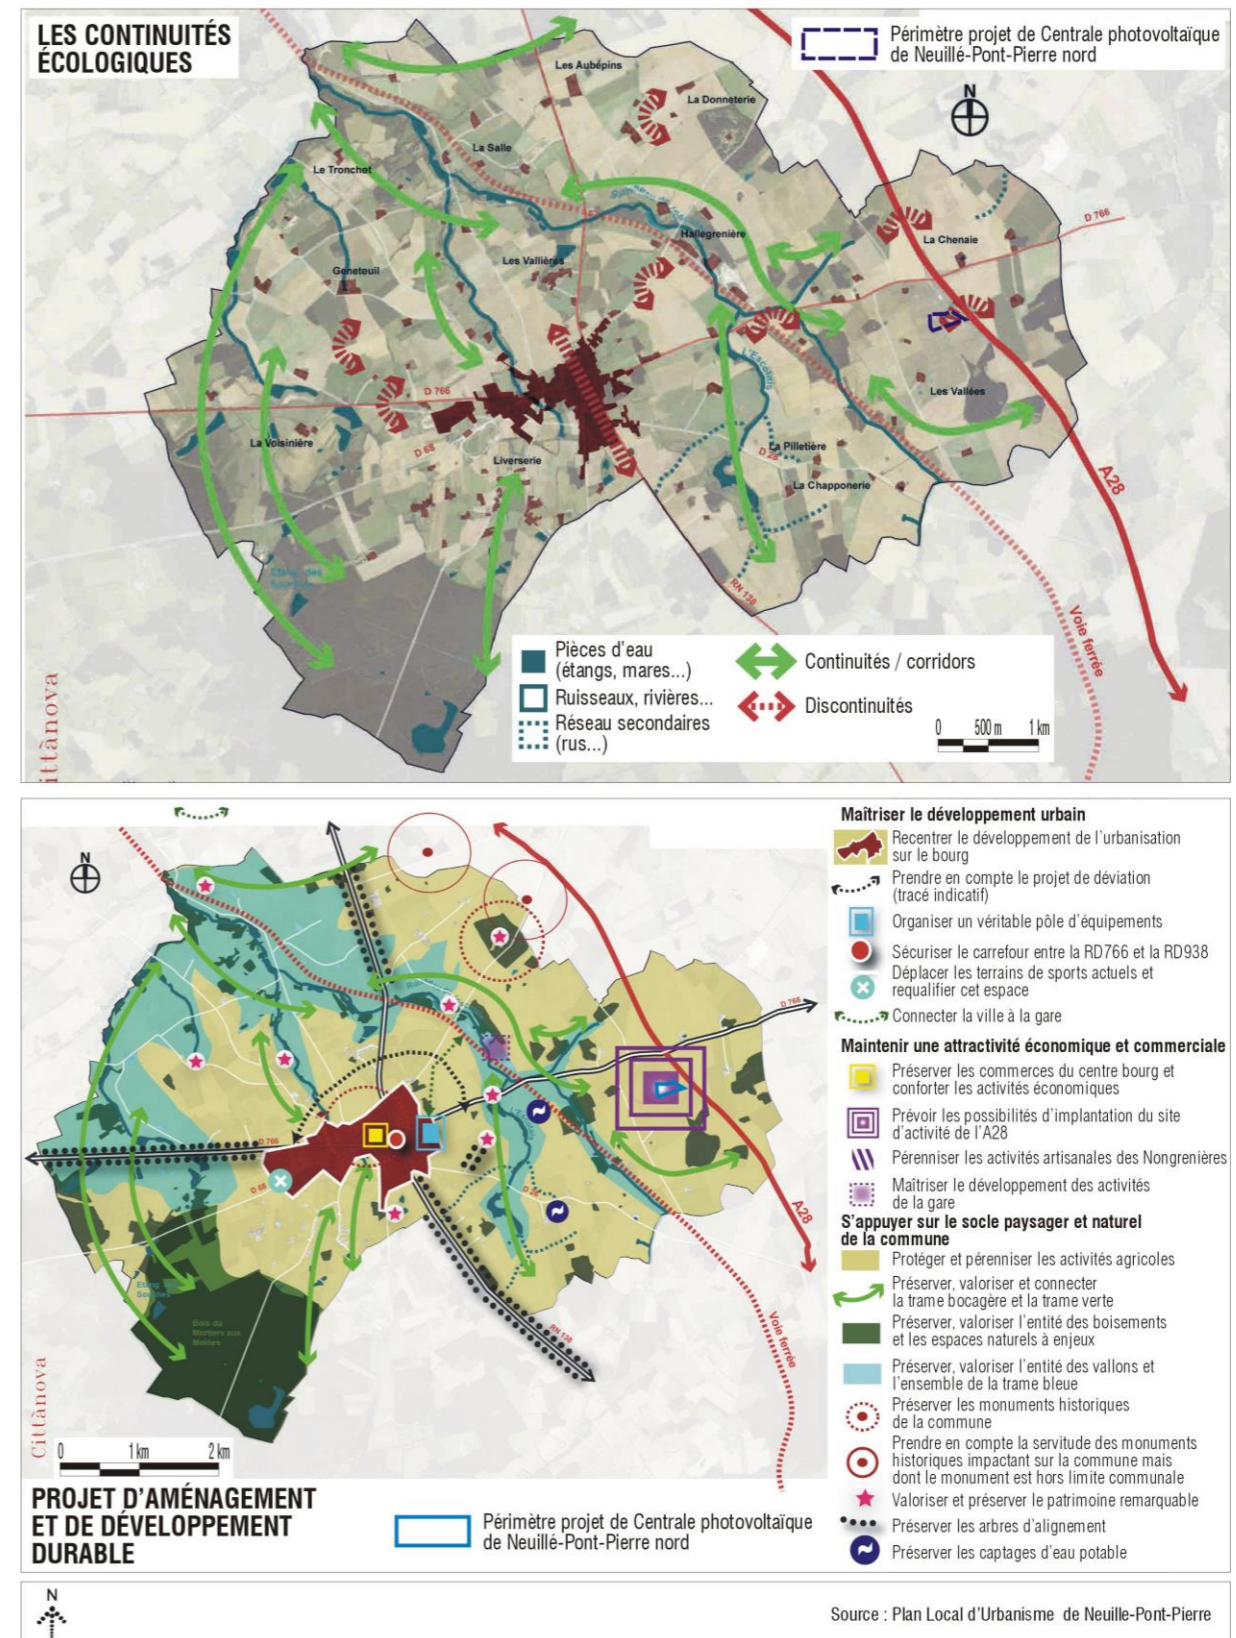 LES CONTINUITÉS
ÉCOLOGIQUES
Périmètre projet de Centrale photovoltaïque
de Neuillé-Pont-Pierre nord
N
Les Aubépins
La Donneterie
La Salle
Le Tronchet
Hallegrenière
D 766
La Chenaie
Les Vallières
Geneteuil
L'Escotais
D 766
Les Vallées
La Voisinière
D 68
Liverserie
La Pilletière
D 28
La Chapponerie
A28
RN 138
Voie ferrée
Pièces d'eau
(étangs, mares...)
Ruisseaux, rivières...
Réseau secondaires
(rus...)
Continuités / corridors
Discontinuités
0 500 m 1 km
ittànova
N
D 766
D 766
D 68
D 28
A28
RN 138
Voie ferrée
Bois du
Mortiers aux
Moines
Cittànova
0 1 km 2 km
PROJET D'AMÉNAGEMENT
ET DE DÉVELOPPEMENT
DURABLE
Périmètre projet de Centrale photovoltaïque
de Neuillé-Pont-Pierre nord
Maîtriser le développement urbain
Recentrer le développement de l'urbanisation
sur le bourg
Prendre en compte le projet de déviation
(tracé indicatif)
Organiser un véritable pôle d'équipements
Sécuriser le carrefour entre la RD766 et la RD938
Déplacer les terrains de sports actuels et
requalifier cet espace
Connecter la ville à la gare
Maintenir une attractivité économique et commerciale
Préserver les commerces du centre bourg et
conforter les activités économiques
Prévoir les possibilités d'implantation du site
d'activité de l'A28
Pérenniser les activités artisanales des Nongrenières
Maîtriser le développement des activités
de la gare
S'appuyer sur le socle paysager et naturel
de la commune
Protéger et pérenniser les activités agricoles
Préserver, valoriser et connecter
la trame bocagère et la trame verte
Préserver, valoriser l'entité des boisements
et les espaces naturels à enjeux
Préserver, valoriser l'entité des vallons et
l'ensemble de la trame bleue
Préserver les monuments historiques
de la commune
Prendre en compte la servitude des monuments
historiques impactant sur la commune mais
dont le monument est hors limite communale
Valoriser et préserver le patrimoine remarquable
Préserver les arbres d'alignement
Préserver les captages d'eau potable
N
Source : Plan Local d'Urbanisme de Neuille-Pont-Pierre